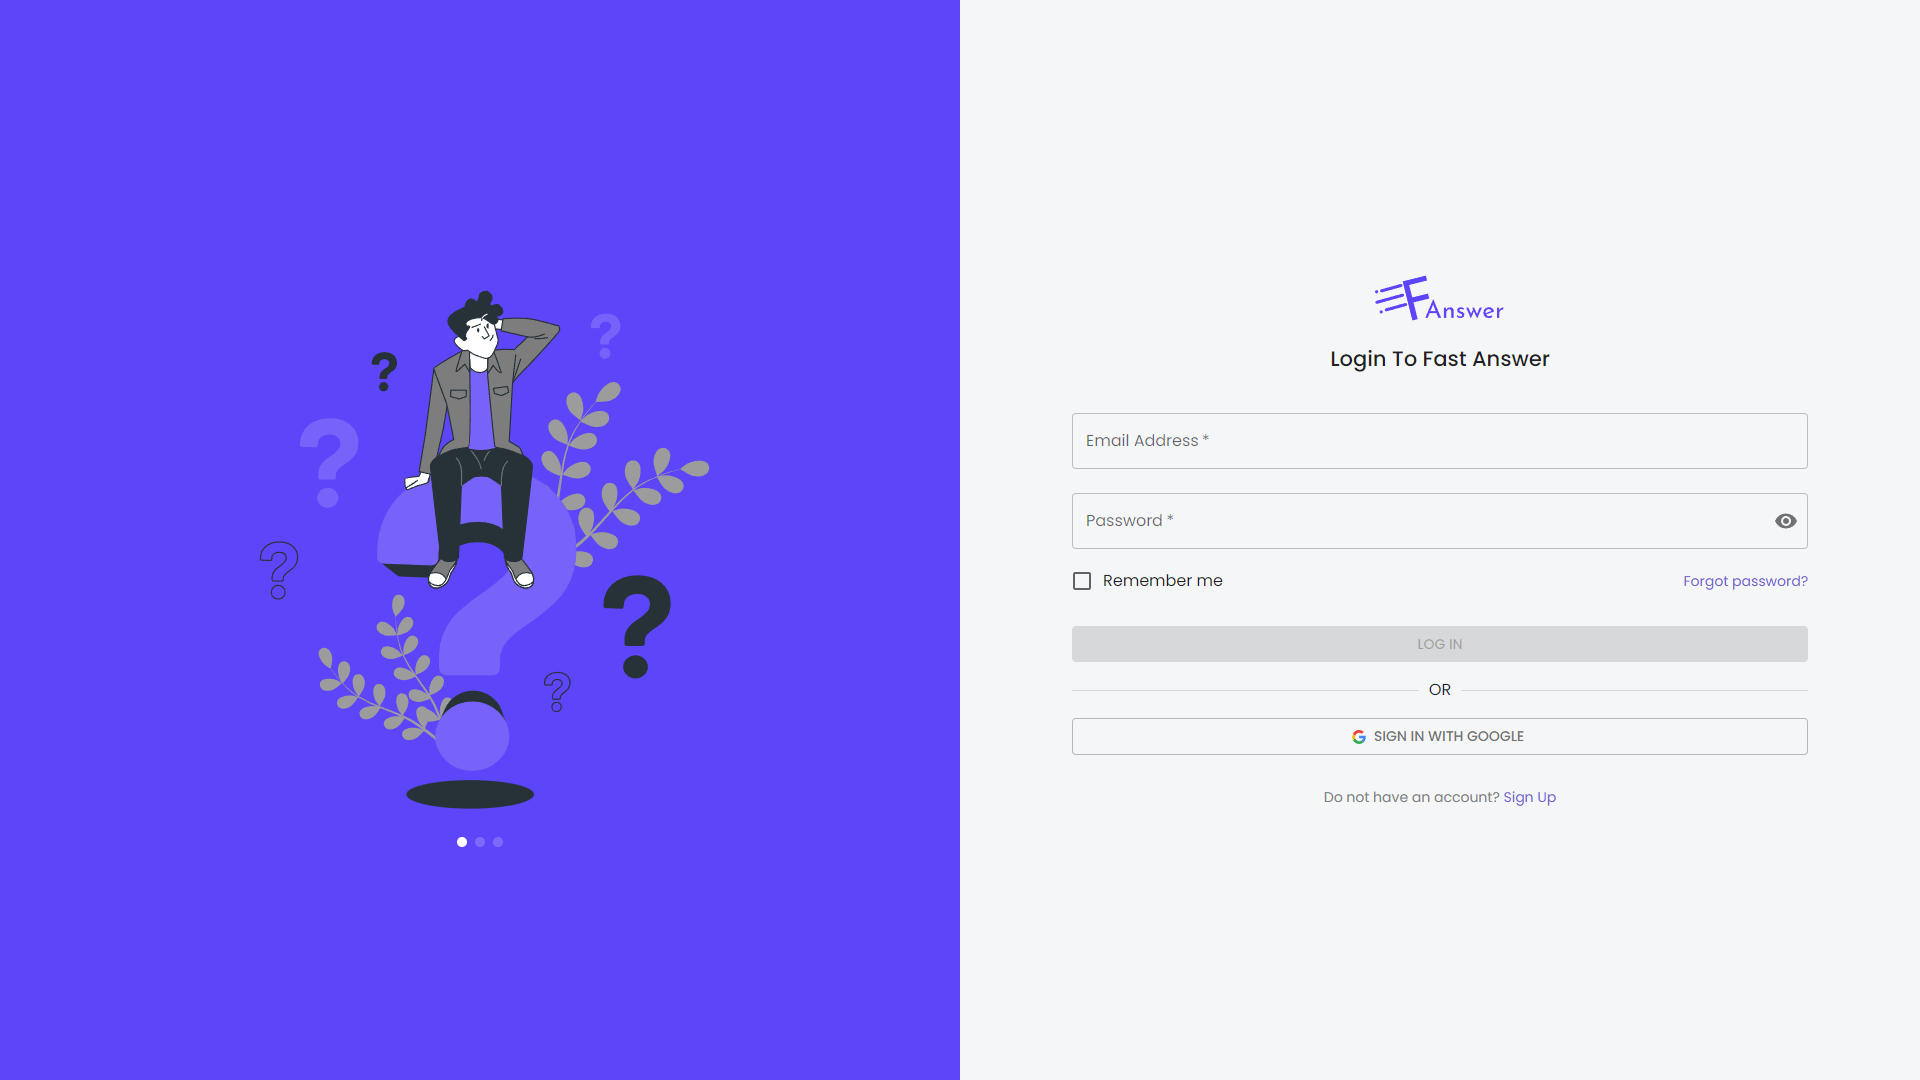 FAnswer
Login To Fast Answer
Email Address *
Password *
Remember me
Forgot password?
LOG IN
OR
SIGN IN WITH GOOGLE
Do not have an account? Sign Up